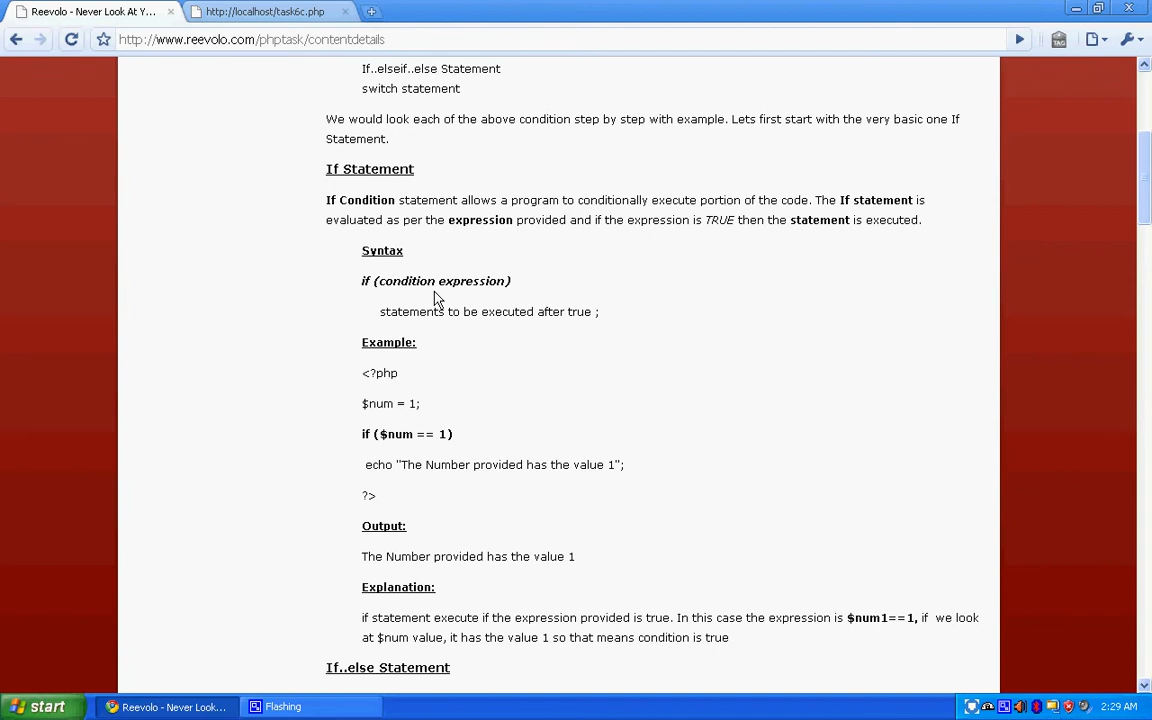 Reevolo - Never Look At Y...
http://localhost/task6c.php
http://www.reevolo.com/phptask/contentdetails
TAG
If..elseif..else Statement
switch statement
We would look each of the above condition step by step with example. Lets first start with the very basic one If
Statement.
If Statement
If Condition statement allows a program to conditionally execute portion of the code. The If statement is
evaluated as per the expression provided and if the expression is TRUE then the statement is executed.
Syntax
if (condition expression)
statements to be executed after true ;
Example:
<?php
$num = 1;
if ($num == 1)
echo "The Number provided has the value 1";
?>
Output:
The Number provided has the value 1
Explanation:
if statement execute if the expression provided is true. In this case the expression is $num1==1, if we look
at $num value, it has the value 1 so that means condition is true
If..else Statement
start
Reevolo - Never Look...
Flashing
2:29 AM